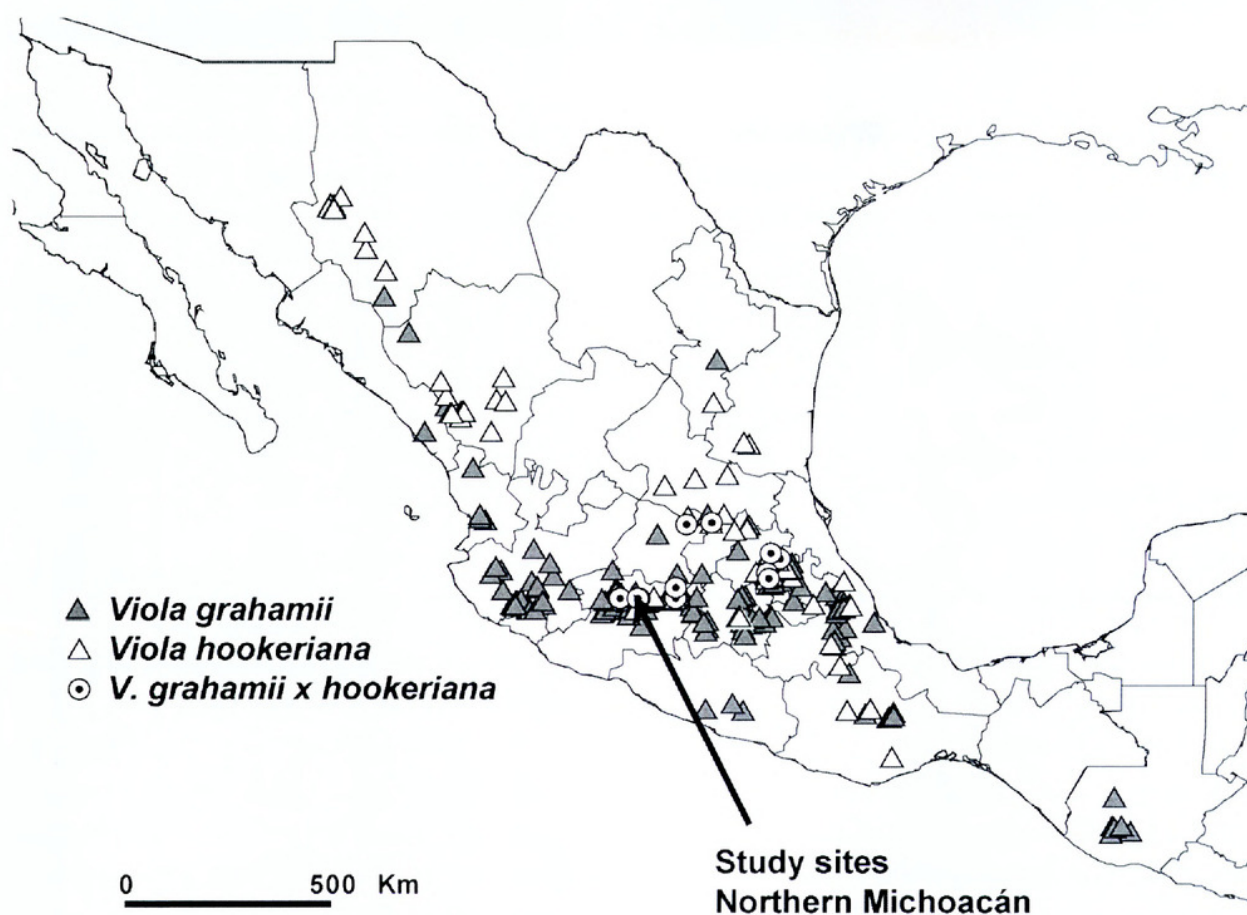 Viola grahamii
Viola hookeriana
V. grahamii x hookeriana
0 500 Km
Study sites
Northern Michoacán